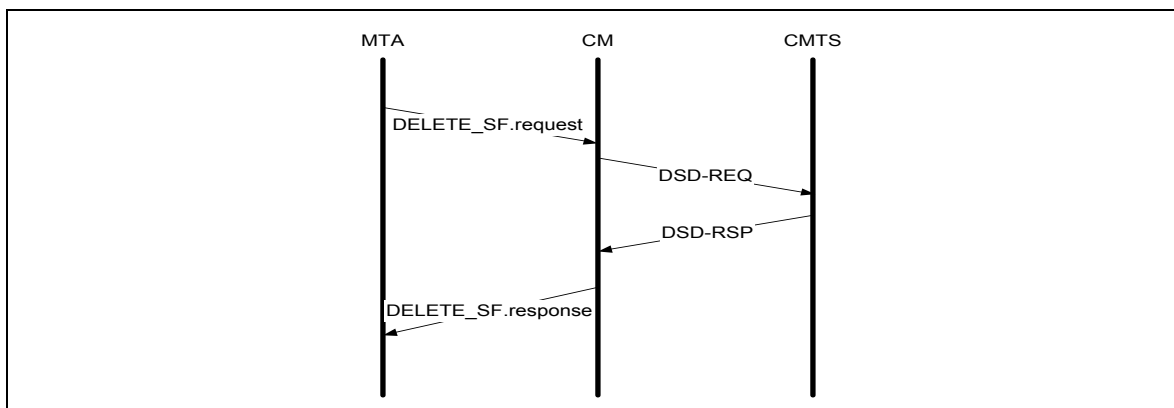 MTA CM CMTS
DELETE_SF.request
DSD-REQ
DSD-RSP
DELETE_SF.response